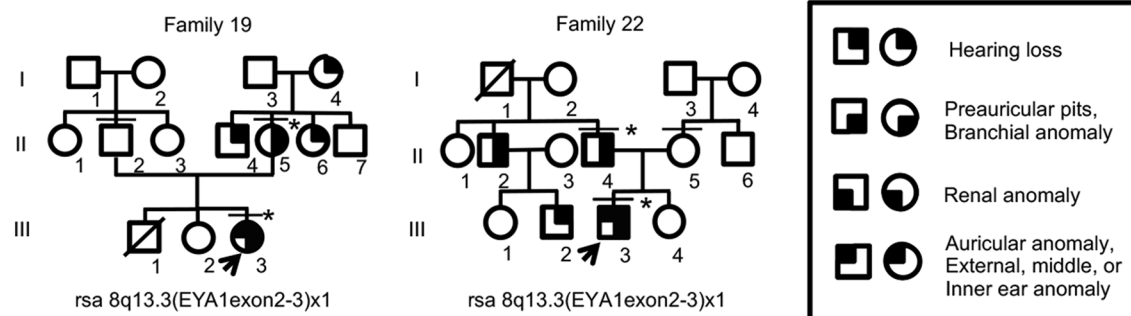 Family 19
I
1 2 3 4
*
II
1 2 3 4 5 6 7
*
III
1 2 3
rsa 8q13.3(EYA1exon2-3)x1
Family 22
I
1 2 3 4
*
II
1 2 3 4 5 6
*
III
1 2 3 4
rsa 8q13.3(EYA1exon2-3)x1
Hearing loss
Preauricular pits,
Branchial anomaly
Renal anomaly
Auricular anomaly,
External, middle, or
Inner ear anomaly